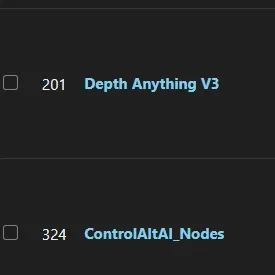 201 Depth Anything V3
324 ControlAltAI_Nodes